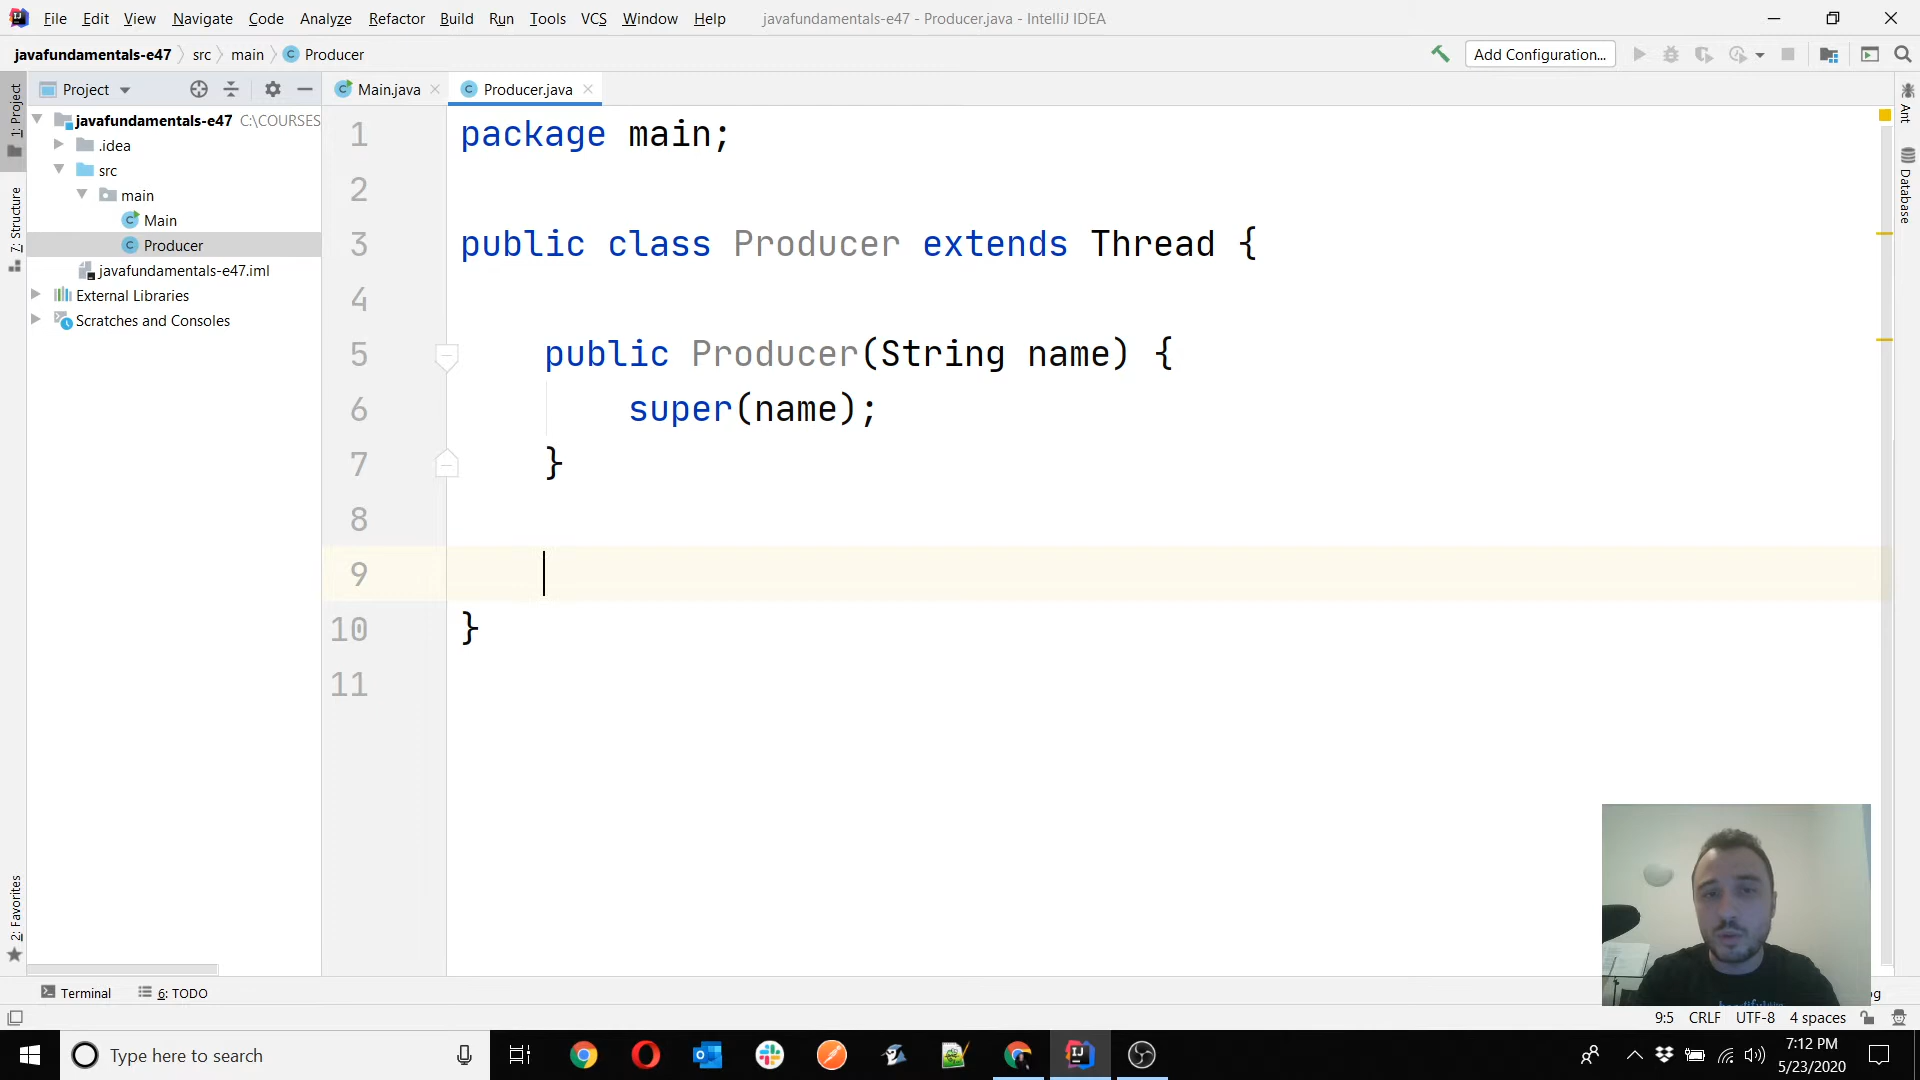 File Edit View Navigate Code Analyze Refactor Build Run Tools VCS Window Help javafundamentals-e47 - Producer.java - IntelliJ IDEA
javafundamentals-e47 src main Producer Add Configuration...
Project Main.java Producer.java
1: Project
7: Structure
2: Favorites
javafundamentals-e47 C:\COURSES
.idea
src
main
Main
Producer
javafundamentals-e47.iml
External Libraries
Scratches and Consoles
1 package main;
2
3 public class Producer extends Thread {
4
5 public Producer(String name) {
6 super(name);
7 }
8
9
10 }
11
Ant
Database
Terminal 6: TODO
9:5 CRLF UTF-8 4 spaces
Type here to search
7:12 PM
5/23/2020